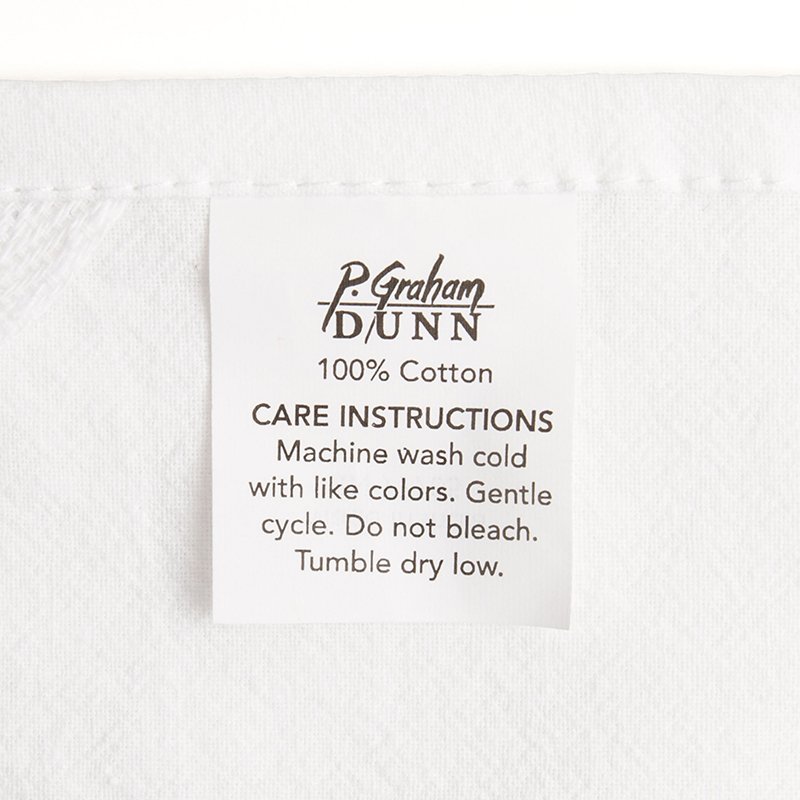 P. Graham
DUNN
100% Cotton
CARE INSTRUCTIONS
Machine wash cold
with like colors. Gentle
cycle. Do not bleach.
Tumble dry low.